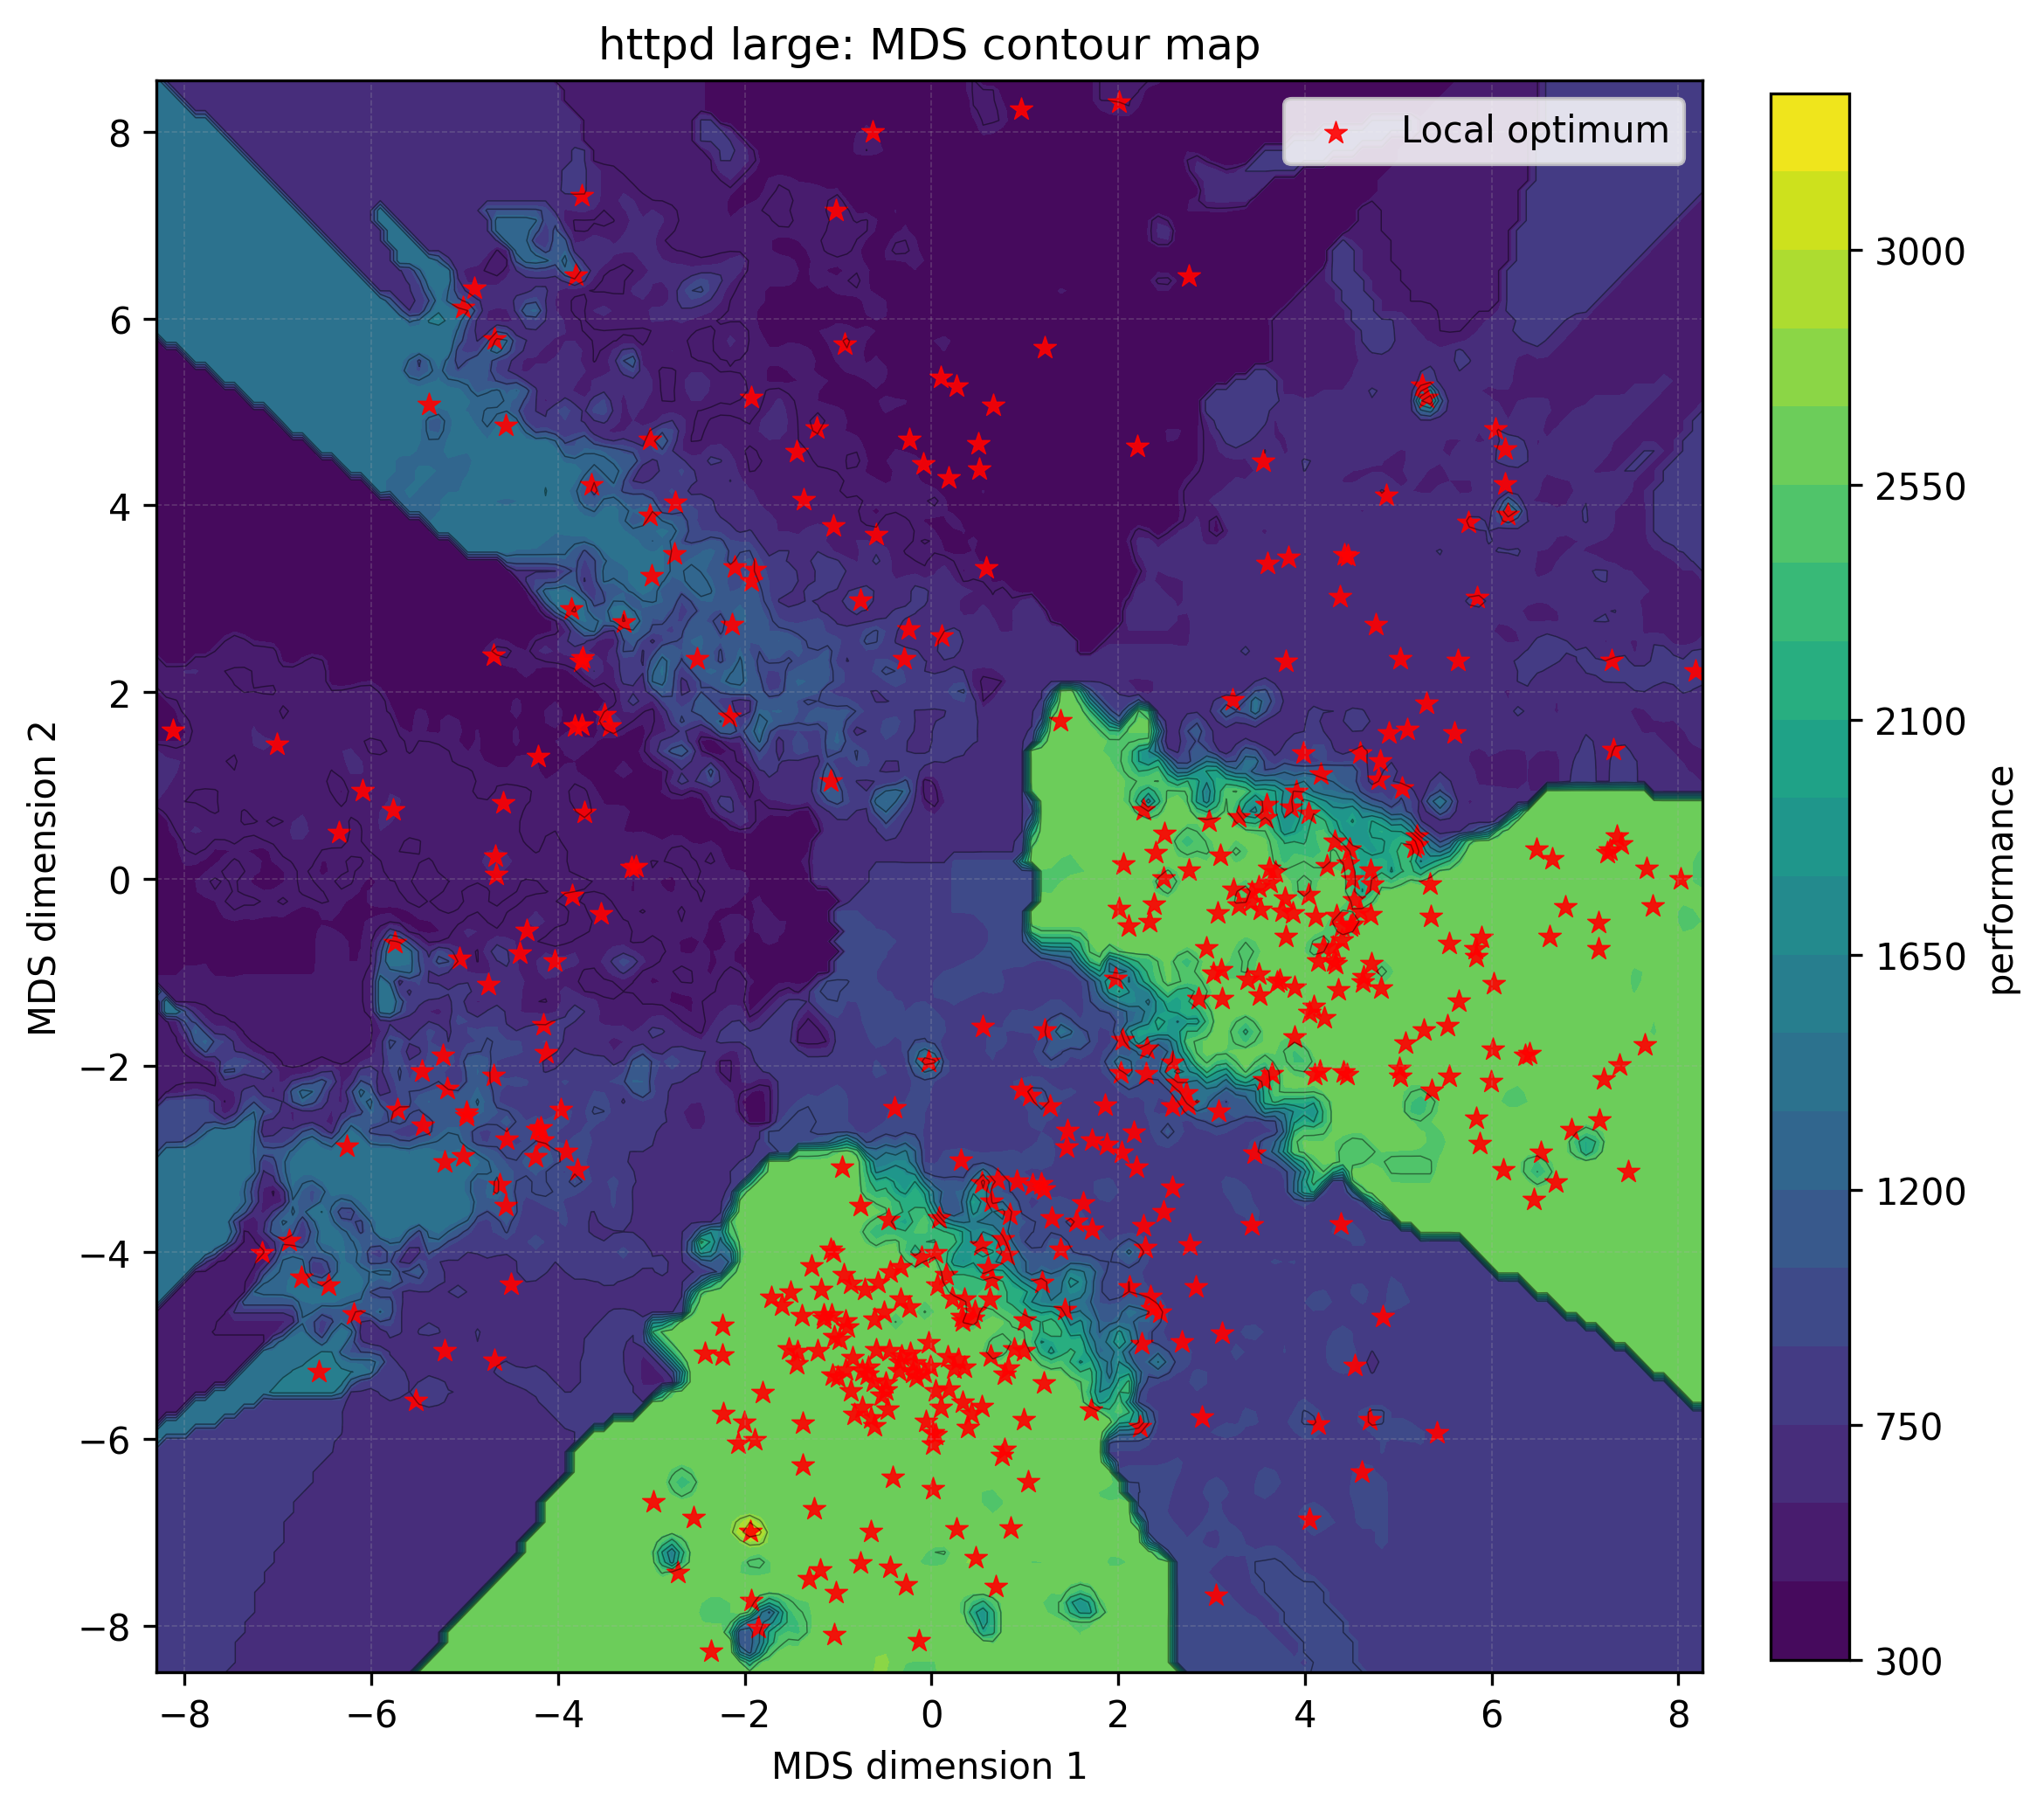 httpd large: MDS contour map
Local optimum
8
6
4
2
0
−2
−4
−6
−8
MDS dimension 2
−8 −6 −4 −2 0 2 4 6 8
MDS dimension 1
3000
2550
2100
1650
1200
750
300
performance